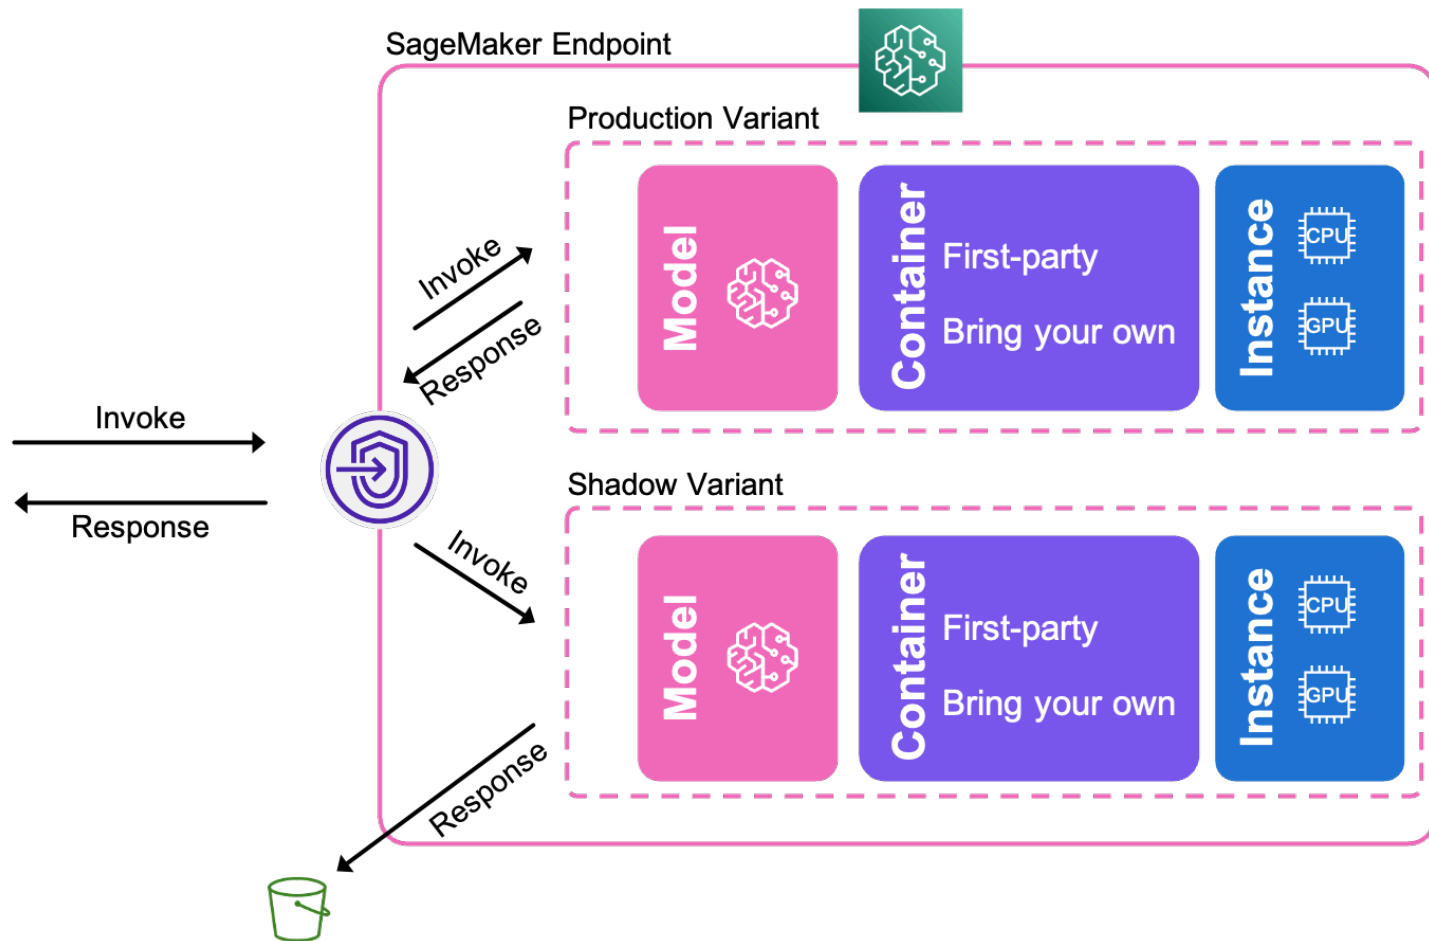 SageMaker Endpoint
Production Variant
Model
Container
First-party
Bring your own
Instance
CPU
GPU
Invoke
Response
Invoke
Response
Shadow Variant
Model
Container
First-party
Bring your own
Instance
CPU
GPU
Invoke
Response